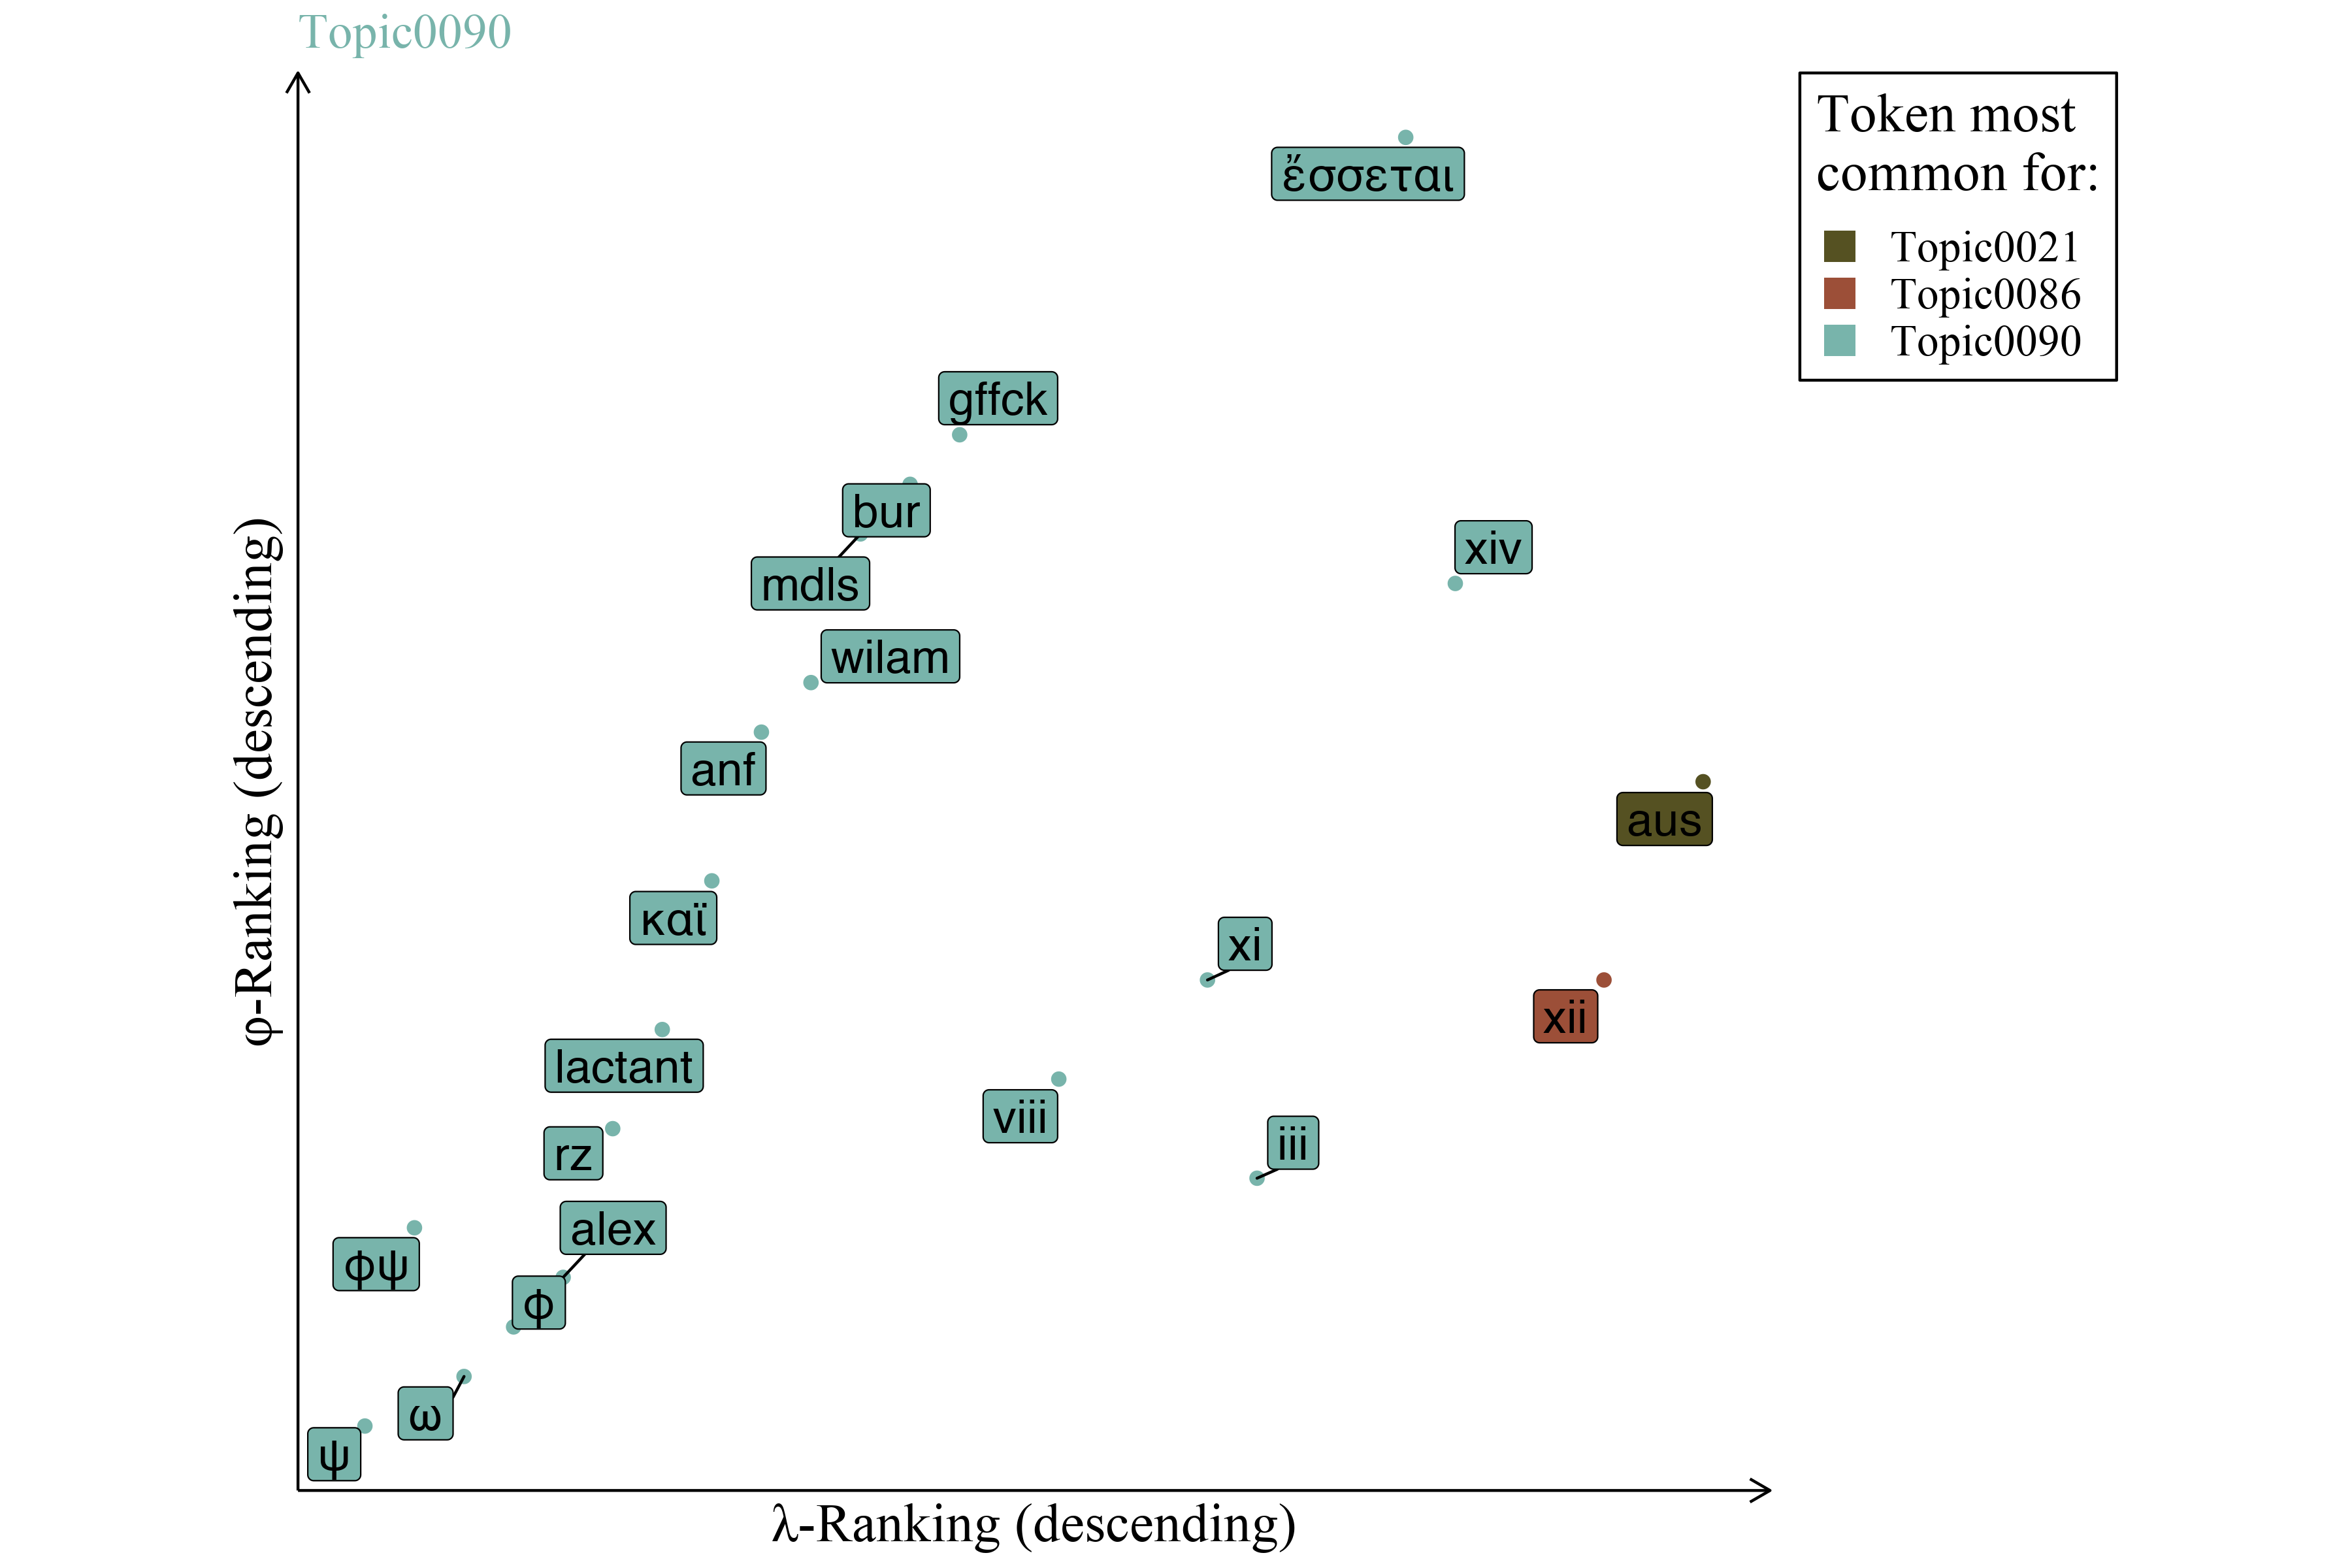 Topic0090
Token most
common for:
Topic0021
Topic0086
Topic0090
ἔσσεται
gffck
bur
xiv
mdls
wilam
anf
aus
καϊ
xi
xii
lactant
viii
rz
iii
alex
φψ
φ
ω
ψ
φ-Ranking (descending)
λ-Ranking (descending)